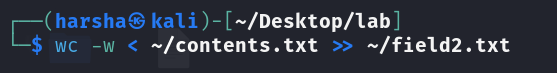 ┌──(harsha㉿kali)-[~/Desktop/lab]
└─$ wc -w < ~/contents.txt >> ~/field2.txt